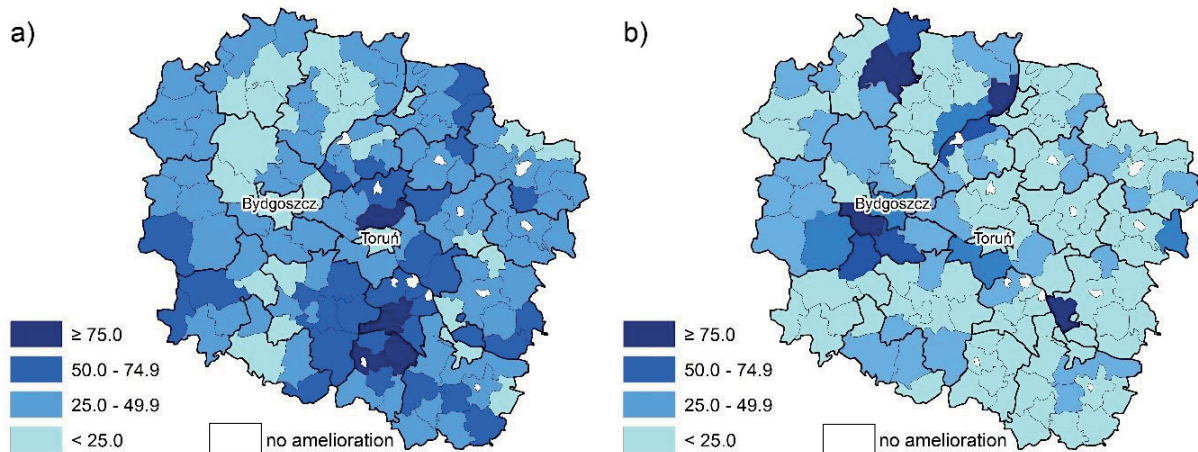 a)
Bydgoszcz.
Toruń
≥ 75.0
50.0 - 74.9
25.0 - 49.9
< 25.0
no amelioration
b)
Bydgoszcz.
Toruń
≥ 75.0
50.0 - 74.9
25.0 - 49.9
< 25.0
no amelioration